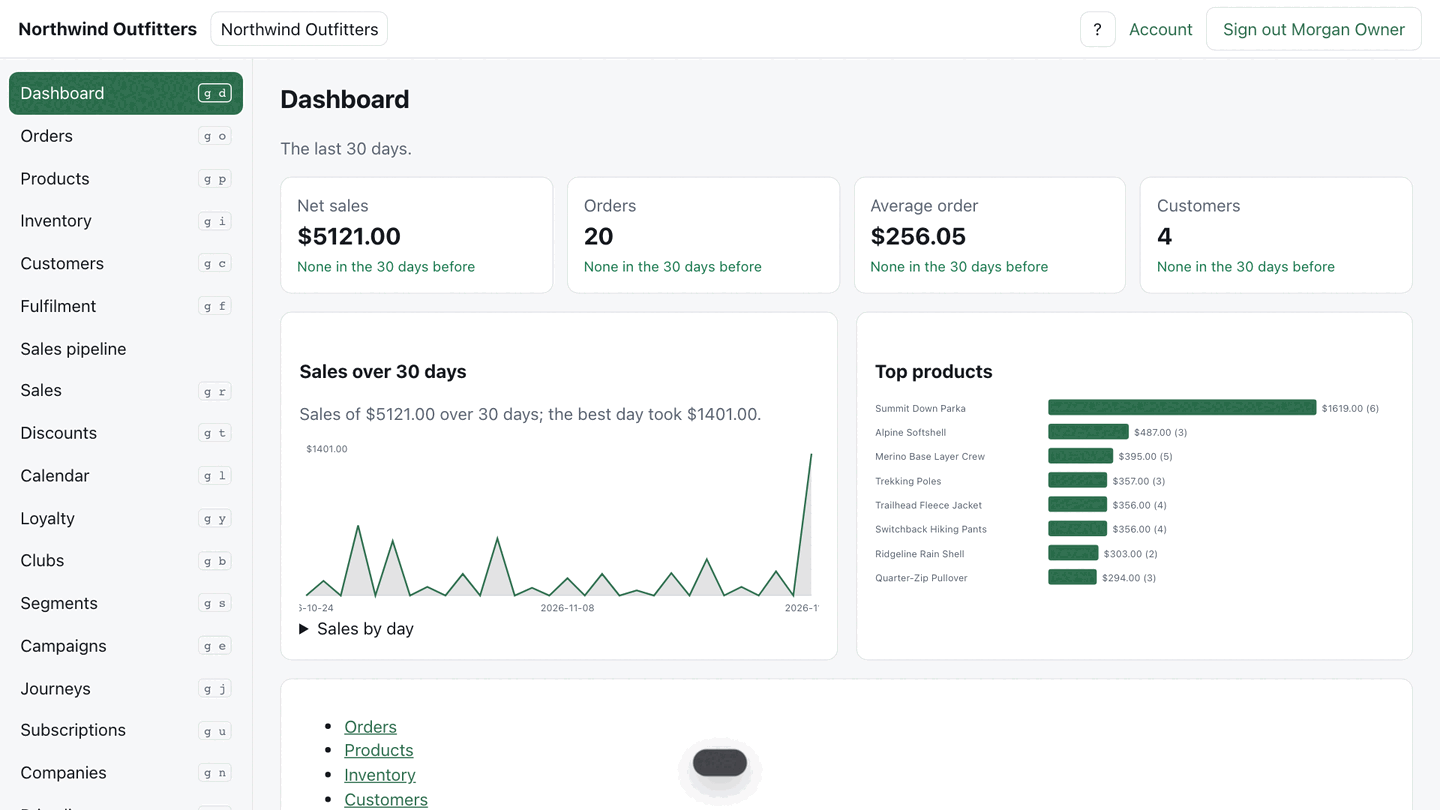 Northwind Outfitters
Northwind Outfitters
?
Account
Sign out Morgan Owner
Dashboard g d
Orders g o
Products g p
Inventory g i
Customers g c
Fulfilment g f
Sales pipeline
Sales g r
Discounts g t
Calendar g l
Loyalty g y
Clubs g b
Segments g s
Campaigns g e
Journeys g j
Subscriptions g u
Companies g n
Dashboard
The last 30 days.
Net sales
$5121.00
None in the 30 days before
Orders
20
None in the 30 days before
Average order
$256.05
None in the 30 days before
Customers
4
None in the 30 days before
Sales over 30 days
Sales of $5121.00 over 30 days; the best day took $1401.00.
$1401.00
6-10-24
2026-11-08
2026-1
Sales by day
Top products
Summit Down Parka $1619.00 (6)
Alpine Softshell $487.00 (3)
Merino Base Layer Crew $395.00 (5)
Trekking Poles $357.00 (3)
Trailhead Fleece Jacket $356.00 (4)
Switchback Hiking Pants $356.00 (4)
Ridgeline Rain Shell $303.00 (2)
Quarter-Zip Pullover $294.00 (3)
Orders
Products
Inventory
Customers